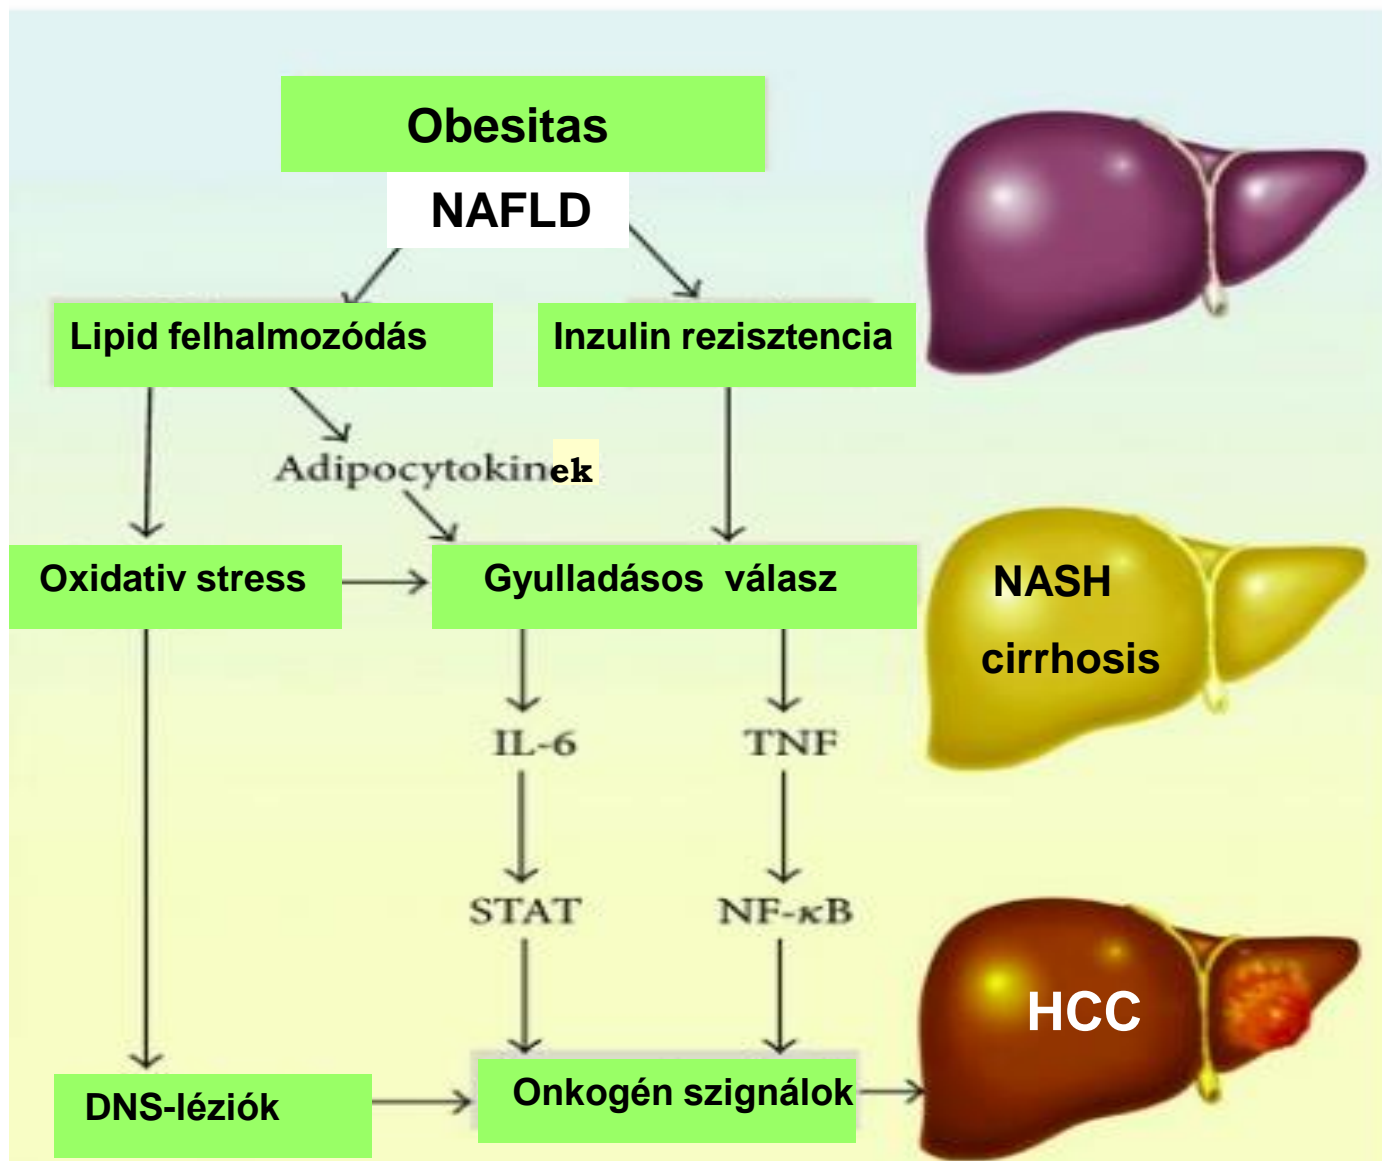 Obesitas
NAFLD
Lipid felhalmozódás
Inzulin rezisztencia
Adipocytokinek
Oxidativ stress
Gyulladásos válasz
NASH
cirrhosis
IL-6
TNF
STAT
NF-κB
HCC
DNS-léziók
Onkogén szignálok